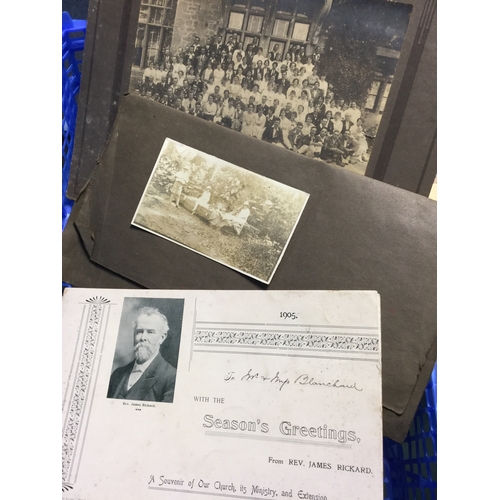 1905.
Rev. James Rickard.
To Mr & Mrs Blanchard
WITH THE
Season's Greetings,
From REV. JAMES RICKARD.
A Souvenir of Our Church, its Ministry, and Extension